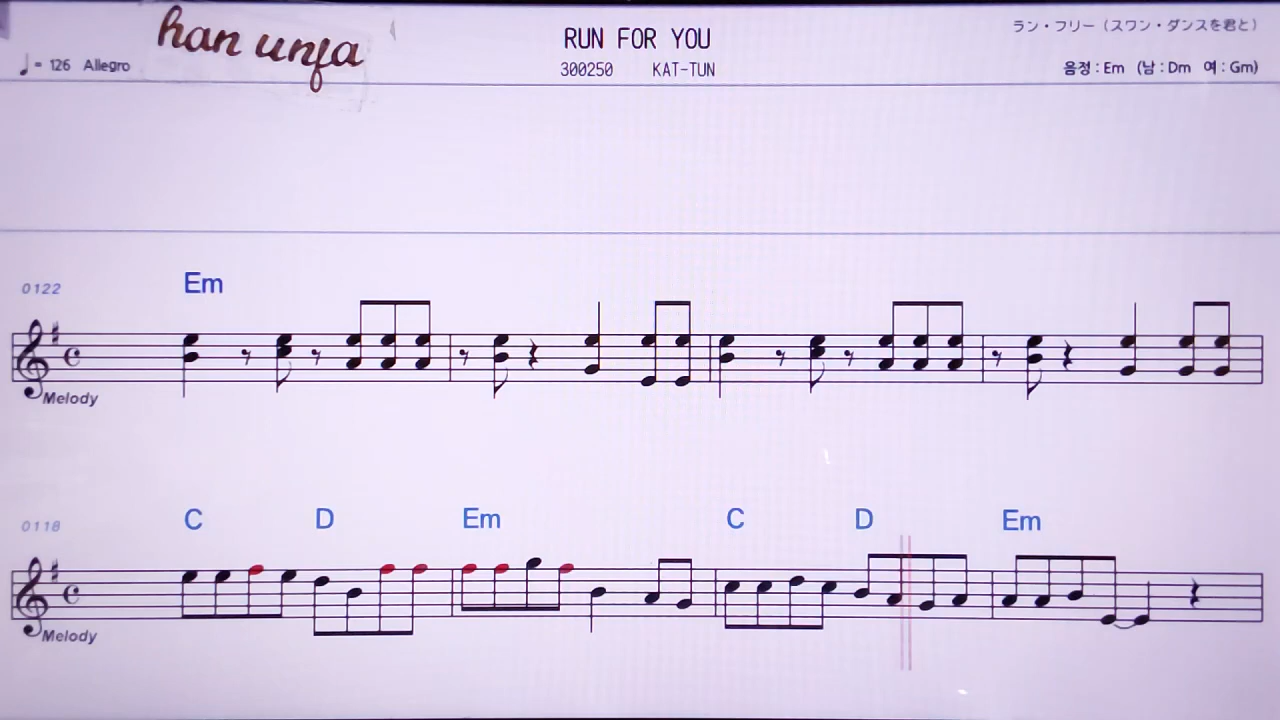 han unfa
RUN FOR YOU
ラン・フリー（スワン・ダンスを君と）
♩= 126 Allegro
300250 KAT-TUN
음정 : Em (남 : Dm 여 : Gm)
0122
Em
Melody
0118
C D Em C D Em
Melody